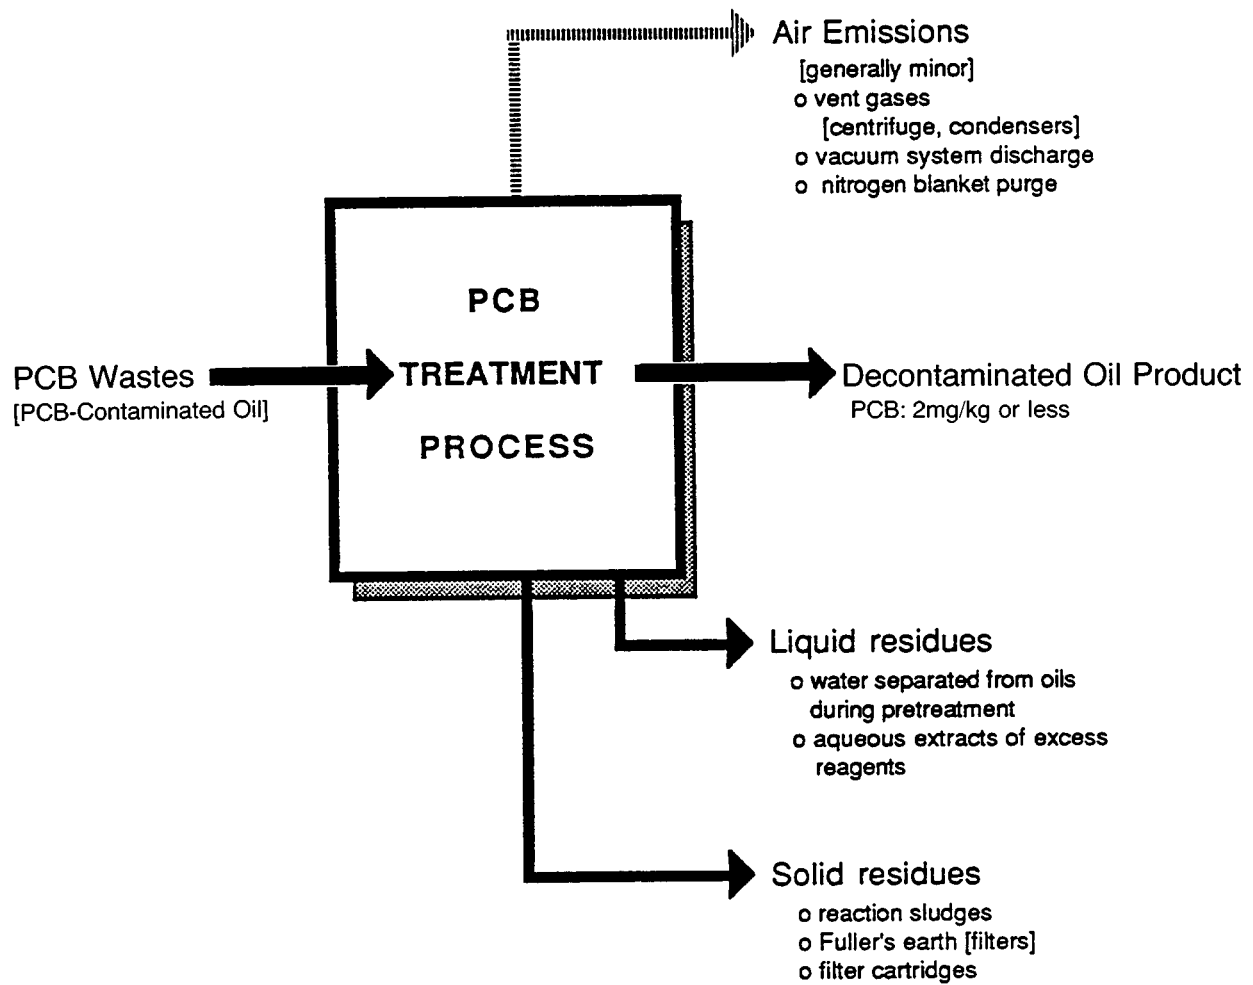 Air Emissions
[generally minor]
o vent gases
[centrifuge, condensers]
o vacuum system discharge
o nitrogen blanket purge
PCB
TREATMENT
PROCESS
PCB Wastes
[PCB-Contaminated Oil]
Decontaminated Oil Product
PCB: 2mg/kg or less
Liquid residues
o water separated from oils
during pretreatment
o aqueous extracts of excess
reagents
Solid residues
o reaction sludges
o Fuller's earth [filters]
o filter cartridges